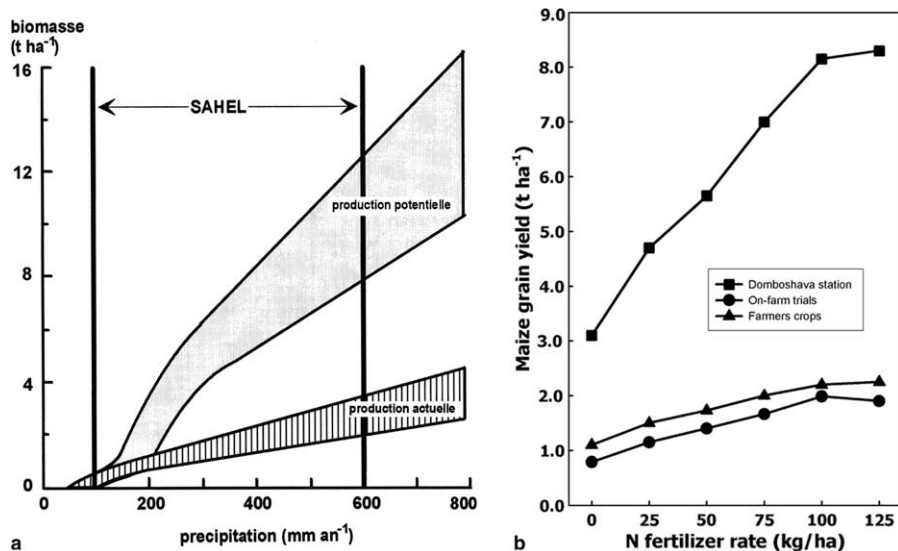 biomasse
(t ha⁻¹)
16
12
8
4
0
SAHEL
production potentielle
production actuelle
0 200 400 600 800
precipitation (mm an⁻¹)
a
Maize grain yield (t ha⁻¹)
9.0
8.0
7.0
6.0
5.0
4.0
3.0
2.0
1.0
0.0
Domboshava station
On-farm trials
Farmers crops
0 25 50 75 100 125
N fertilizer rate (kg/ha)
b